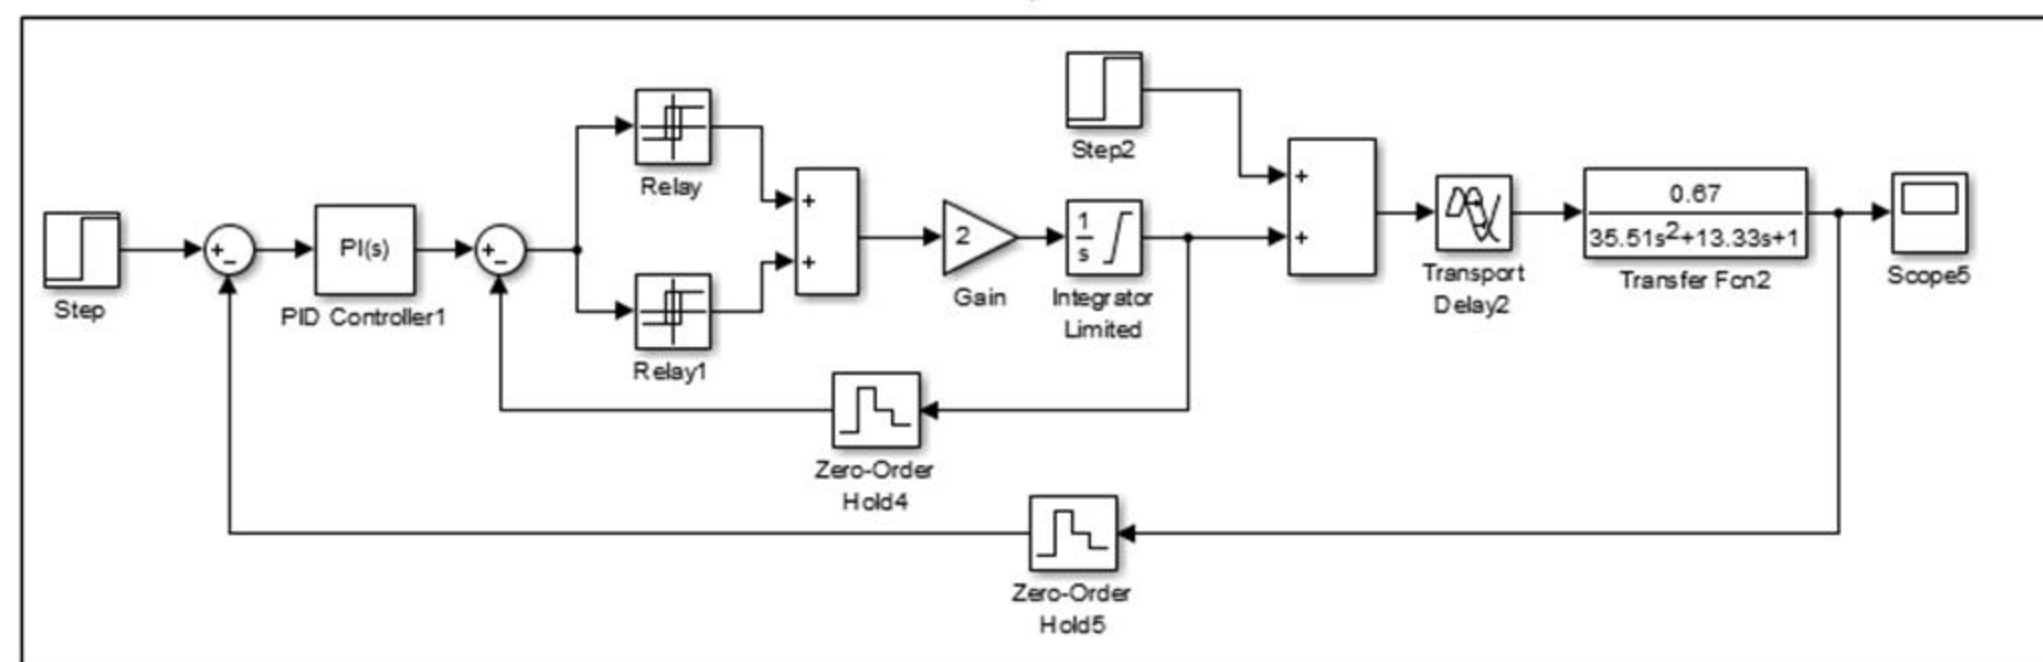 Step
+
−
PI(s)
PID Controller1
+
−
Relay
Relay1
+
+
2
Gain
1
s
Integrator
Limited
Step2
+
+
Transport
Delay2
0.67
35.51s²+13.33s+1
Transfer Fcn2
Scope5
Zero-Order
Hold4
Zero-Order
Hold5